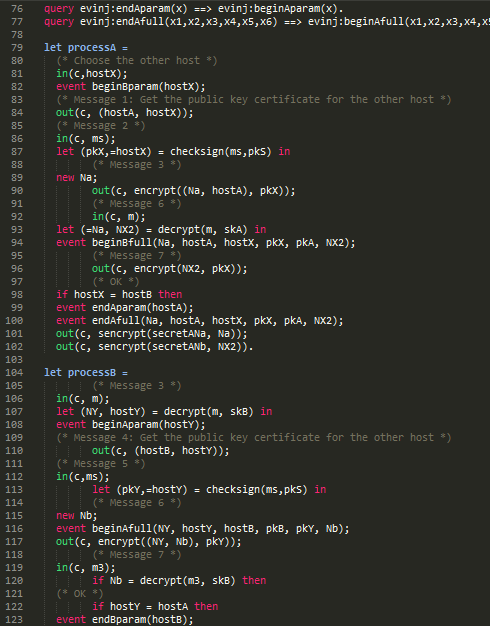 76 query evinj:endAparam(x) ==> evinj:beginAparam(x).
77 query evinj:endAfull(x1,x2,x3,x4,x5,x6) ==> evinj:beginAfull(x1,x2,x3,x4,x5
78
79 let processA =
80 (* Choose the other host *)
81 in(c,hostX);
82 event beginBparam(hostX);
83 (* Message 1: Get the public key certificate for the other host *)
84 out(c, (hostA, hostX));
85 (* Message 2 *)
86 in(c, ms);
87 let (pkX,=hostX) = checksign(ms,pkS) in
88 (* Message 3 *)
89 new Na;
90 out(c, encrypt((Na, hostA), pkX));
91 (* Message 6 *)
92 in(c, m);
93 let (=Na, NX2) = decrypt(m, skA) in
94 event beginBfull(Na, hostA, hostX, pkX, pkA, NX2);
95 (* Message 7 *)
96 out(c, encrypt(NX2, pkX));
97 (* OK *)
98 if hostX = hostB then
99 event endAparam(hostA);
100 event endAfull(Na, hostA, hostX, pkX, pkA, NX2);
101 out(c, sencrypt(secretANa, Na));
102 out(c, sencrypt(secretANb, NX2)).
103
104 let processB =
105 (* Message 3 *)
106 in(c, m);
107 let (NY, hostY) = decrypt(m, skB) in
108 event beginAparam(hostY);
109 (* Message 4: Get the public key certificate for the other host *)
110 out(c, (hostB, hostY));
111 (* Message 5 *)
112 in(c,ms);
113 let (pkY,=hostY) = checksign(ms,pkS) in
114 (* Message 6 *)
115 new Nb;
116 event beginAfull(NY, hostY, hostB, pkB, pkY, Nb);
117 out(c, encrypt((NY, Nb), pkY));
118 (* Message 7 *)
119 in(c, m3);
120 if Nb = decrypt(m3, skB) then
121 (* OK *)
122 if hostY = hostA then
123 event endBparam(hostB);